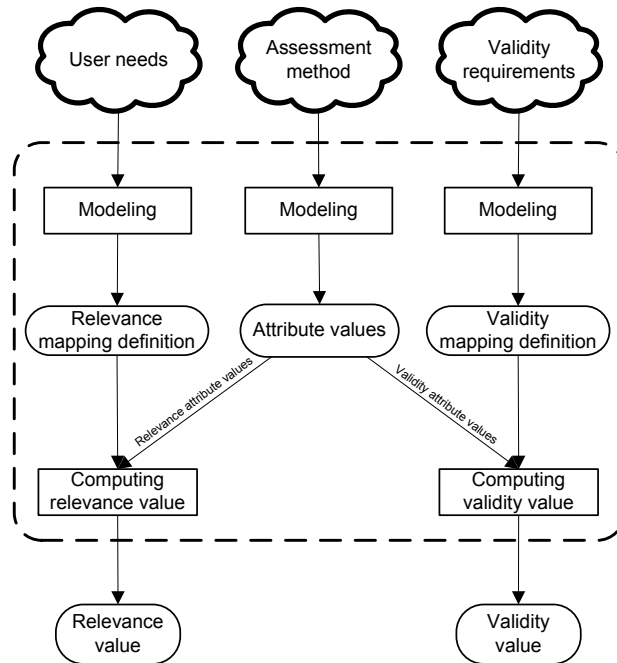 User needs
Assessment
method
Validity
requirements
Modeling
Modeling
Modeling
Relevance
mapping definition
Attribute values
Validity
mapping definition
Relevance attribute values
Validity attribute values
Computing
relevance value
Computing
validity value
Relevance
value
Validity
value